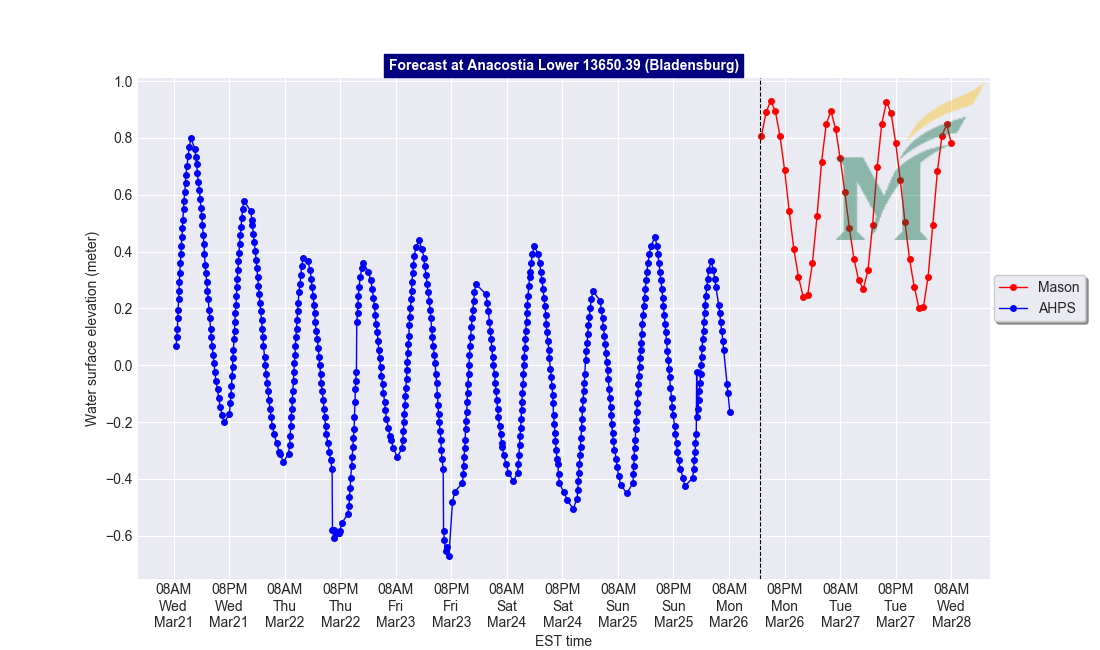 Forecast at Anacostia Lower 13650.39 (Bladensburg)
Water surface elevation (meter)
1.0
0.8
0.6
0.4
0.2
0.0
−0.2
−0.4
−0.6
M
Mason
AHPS
08AM 08PM 08AM 08PM 08AM 08PM 08AM 08PM 08AM 08PM 08AM 08PM 08AM 08PM 08AM
Wed Wed Thu Thu Fri Fri Sat Sat Sun Sun Mon Mon Tue Tue Wed
Mar21 Mar21 Mar22 Mar22 Mar23 Mar23 Mar24 Mar24 Mar25 Mar25 Mar26 Mar26 Mar27 Mar27 Mar28
EST time